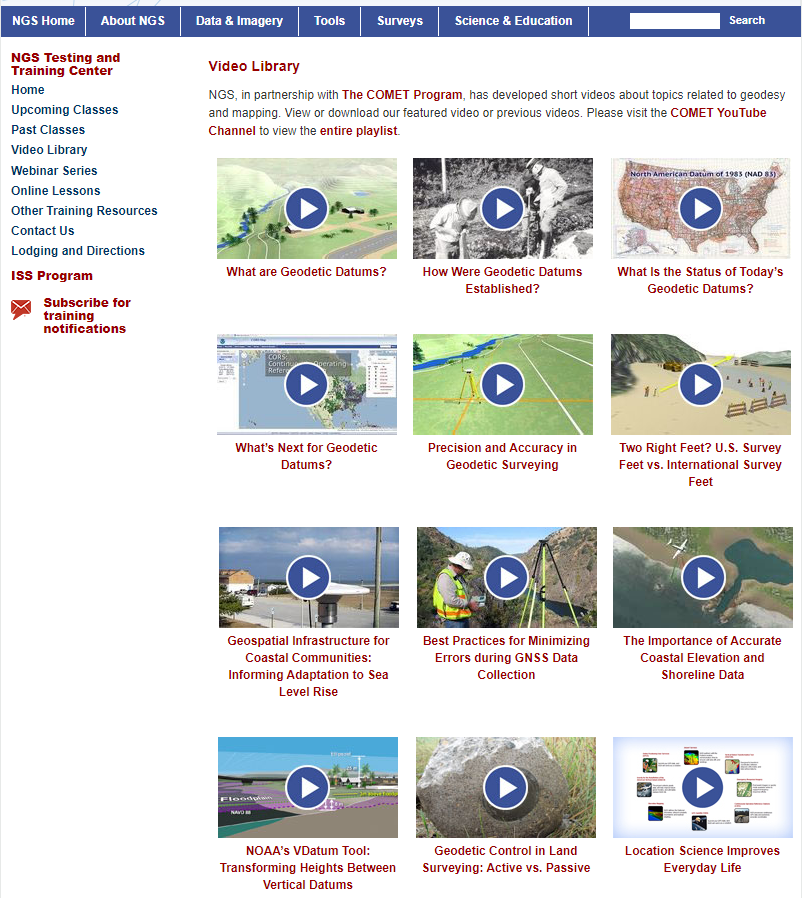 NGS Home
About NGS
Data & Imagery
Tools
Surveys
Science & Education
Search
NGS Testing and
Training Center
Home
Upcoming Classes
Past Classes
Video Library
Webinar Series
Online Lessons
Other Training Resources
Contact Us
Lodging and Directions
ISS Program
Subscribe for
training
notifications
Video Library
NGS, in partnership with The COMET Program, has developed short videos about topics related to geodesy
and mapping. View or download our featured video or previous videos. Please visit the COMET YouTube
Channel to view the entire playlist.
What are Geodetic Datums?
How Were Geodetic Datums
Established?
North American Datum of 1983 (NAD 83)
What Is the Status of Today's
Geodetic Datums?
CORS:
Continuously Operating
Reference
What's Next for Geodetic
Datums?
Precision and Accuracy in
Geodetic Surveying
Two Right Feet? U.S. Survey
Feet vs. International Survey
Feet
Geospatial Infrastructure for
Coastal Communities:
Informing Adaptation to Sea
Level Rise
Best Practices for Minimizing
Errors during GNSS Data
Collection
The Importance of Accurate
Coastal Elevation and
Shoreline Data
Floodplain
NAVD 88
NOAA's VDatum Tool:
Transforming Heights Between
Vertical Datums
Geodetic Control in Land
Surveying: Active vs. Passive
Location Science Improves
Everyday Life